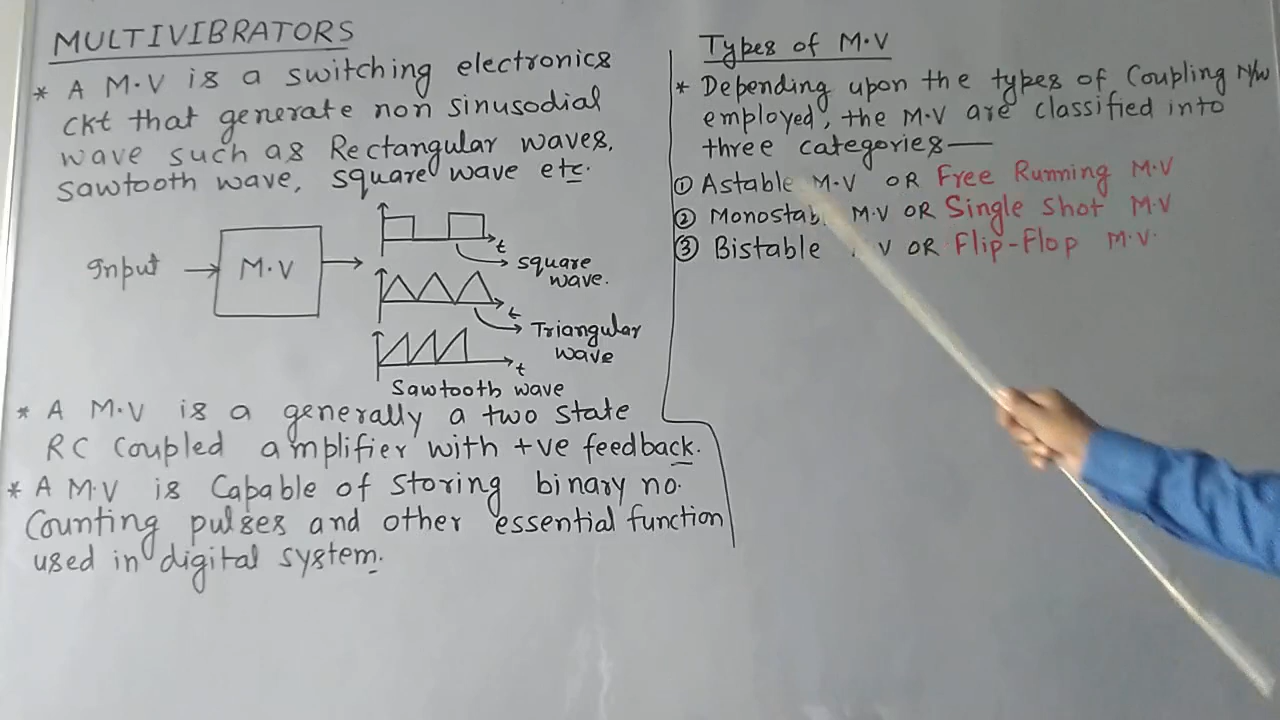 MULTIVIBRATORS
* A M.V is a switching electronics
ckt that generate non sinusodial
wave such as Rectangular waves,
sawtooth wave, square wave etc.
Input
M.V
t
square
wave.
t
Triangular
wave
t
Sawtooth wave
* A M.V is a generally a two state
RC Coupled amplifier with +ve feedback.
* A M.V is Capable of storing binary no.
Counting pulses and other essential function
used in digital system.
Types of M.V
* Depending upon the types of Coupling N/w
employed, the M.V are classified into
three categories—
① Astable M.V OR Free Running M.V
② Monostab M.V OR Single Shot M.V
③ Bistable V OR Flip-Flop M.V.